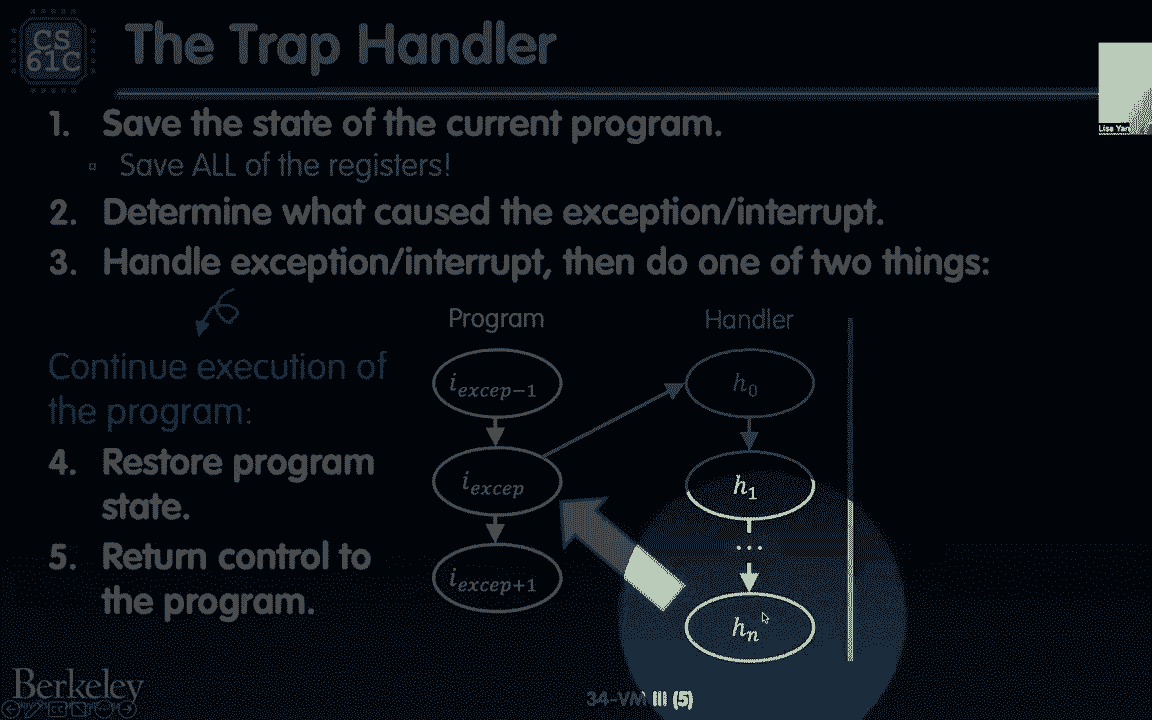 CS
61C
The Trap Handler
1. Save the state of the current program.
Save ALL of the registers!
2. Determine what caused the exception/interrupt.
3. Handle exception/interrupt, then do one of two things:
Continue execution of
the program:
4. Restore program
state.
5. Return control to
the program.
Program
i_{excep−1}
i_{excep}
i_{excep+1}
Handler
h_0
h_1
...
h_n
Lisa
Berkeley
34-VM III (5)